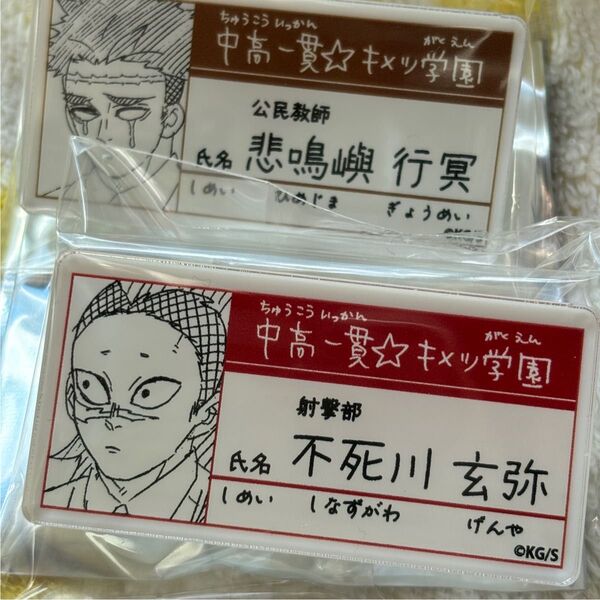 ちゅうこう いっかん がくえん
中高一貫☆キメツ学園
公民教師
氏名 悲鳴嶼 行冥
しめい ひめじま ぎょうめい
©KG/S
ちゅうこう いっかん がくえん
中高一貫☆キメツ学園
射撃部
氏名 不死川 玄弥
しめい しなずがわ げんや
©KG/S